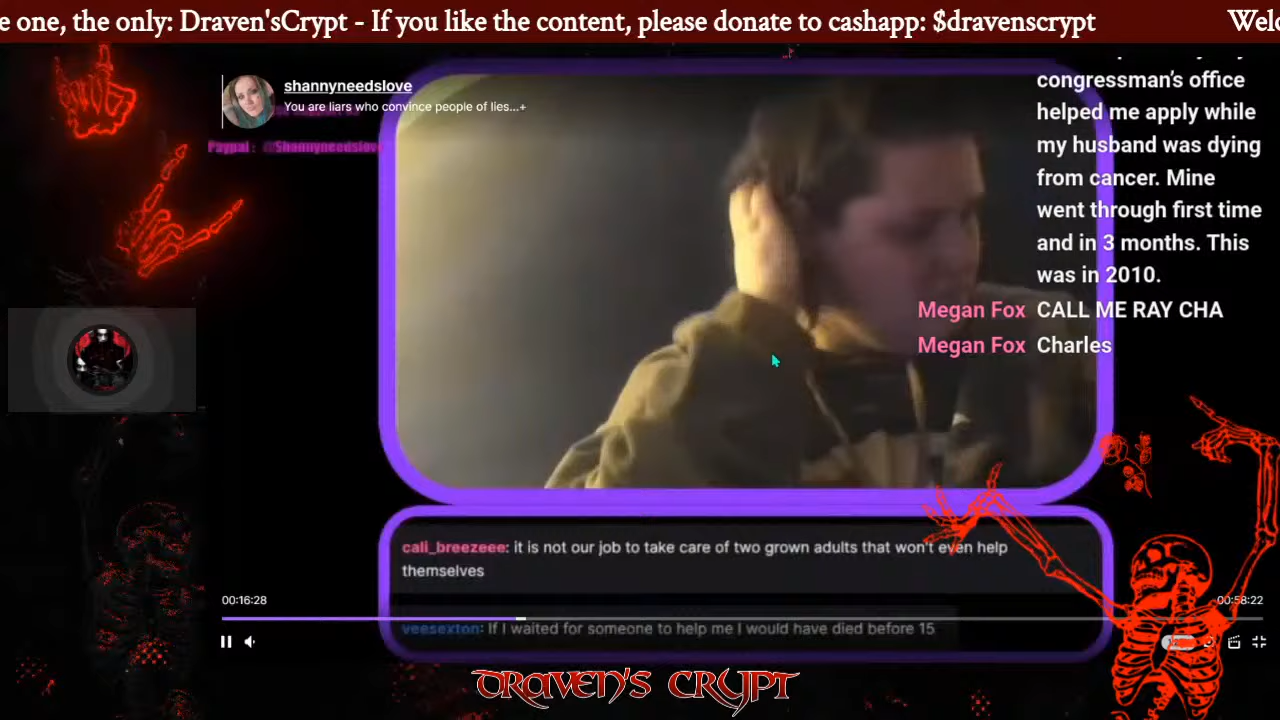 e one, the only: Draven'sCrypt - If you like the content, please donate to cashapp: $dravenscrypt
Welc
shannyneedslove
You are liars who convince people of lies...+
Paypal : @Shannyneedslove
congressman's office
helped me apply while
my husband was dying
from cancer. Mine
went through first time
and in 3 months. This
was in 2010.
Megan Fox CALL ME RAY CHA
Megan Fox Charles
cali_breezeee: it is not our job to take care of two grown adults that won't even help
themselves
00:16:28
00:58:22
veesexton: If I waited for someone to help me I would have died before 15
DRAVEN'S CRYPT